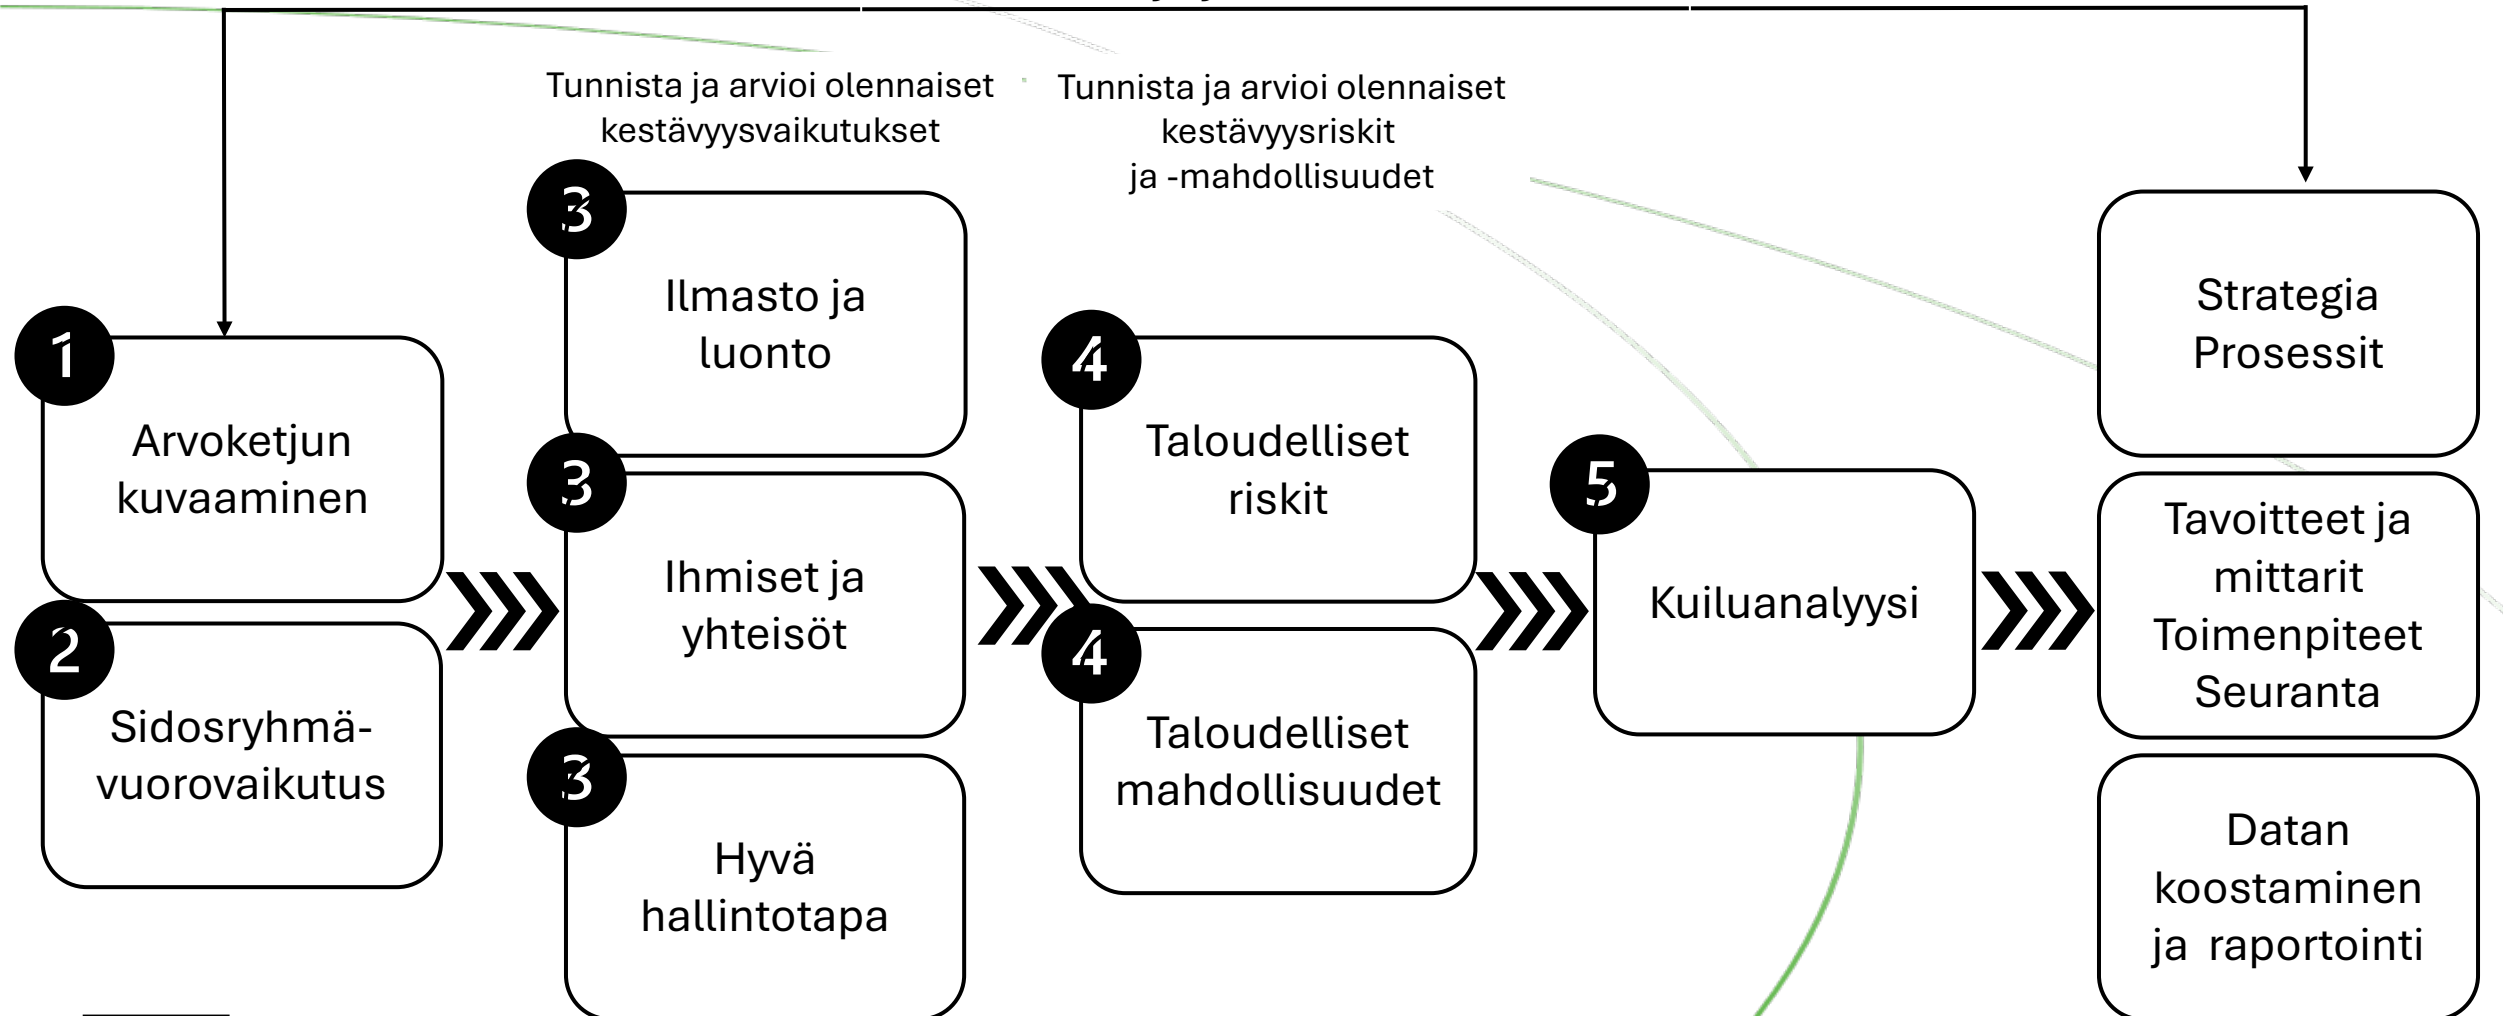 Tunnista ja arvioi olennaiset
kestävyysvaikutukset
Tunnista ja arvioi olennaiset
kestävyysriskit
ja -mahdollisuudet
1
Arvoketjun
kuvaaminen
2
Sidosryhmä-
vuorovaikutus
3
Ilmasto ja
luonto
3
Ihmiset ja
yhteisöt
3
Hyvä
hallintotapa
4
Taloudelliset
riskit
4
Taloudelliset
mahdollisuudet
5
Kuiluanalyysi
Strategia
Prosessit
Tavoitteet ja
mittarit
Toimenpiteet
Seuranta
Datan
koostaminen
ja raportointi